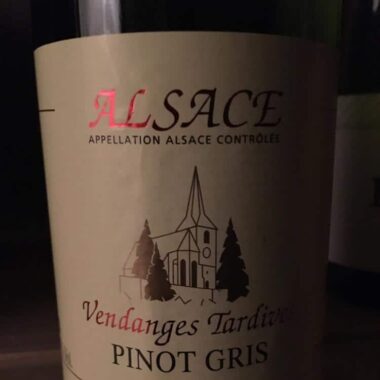 ALSACE
APPELLATION ALSACE CONTRÔLÉE
Vendanges Tardives
PINOT GRIS